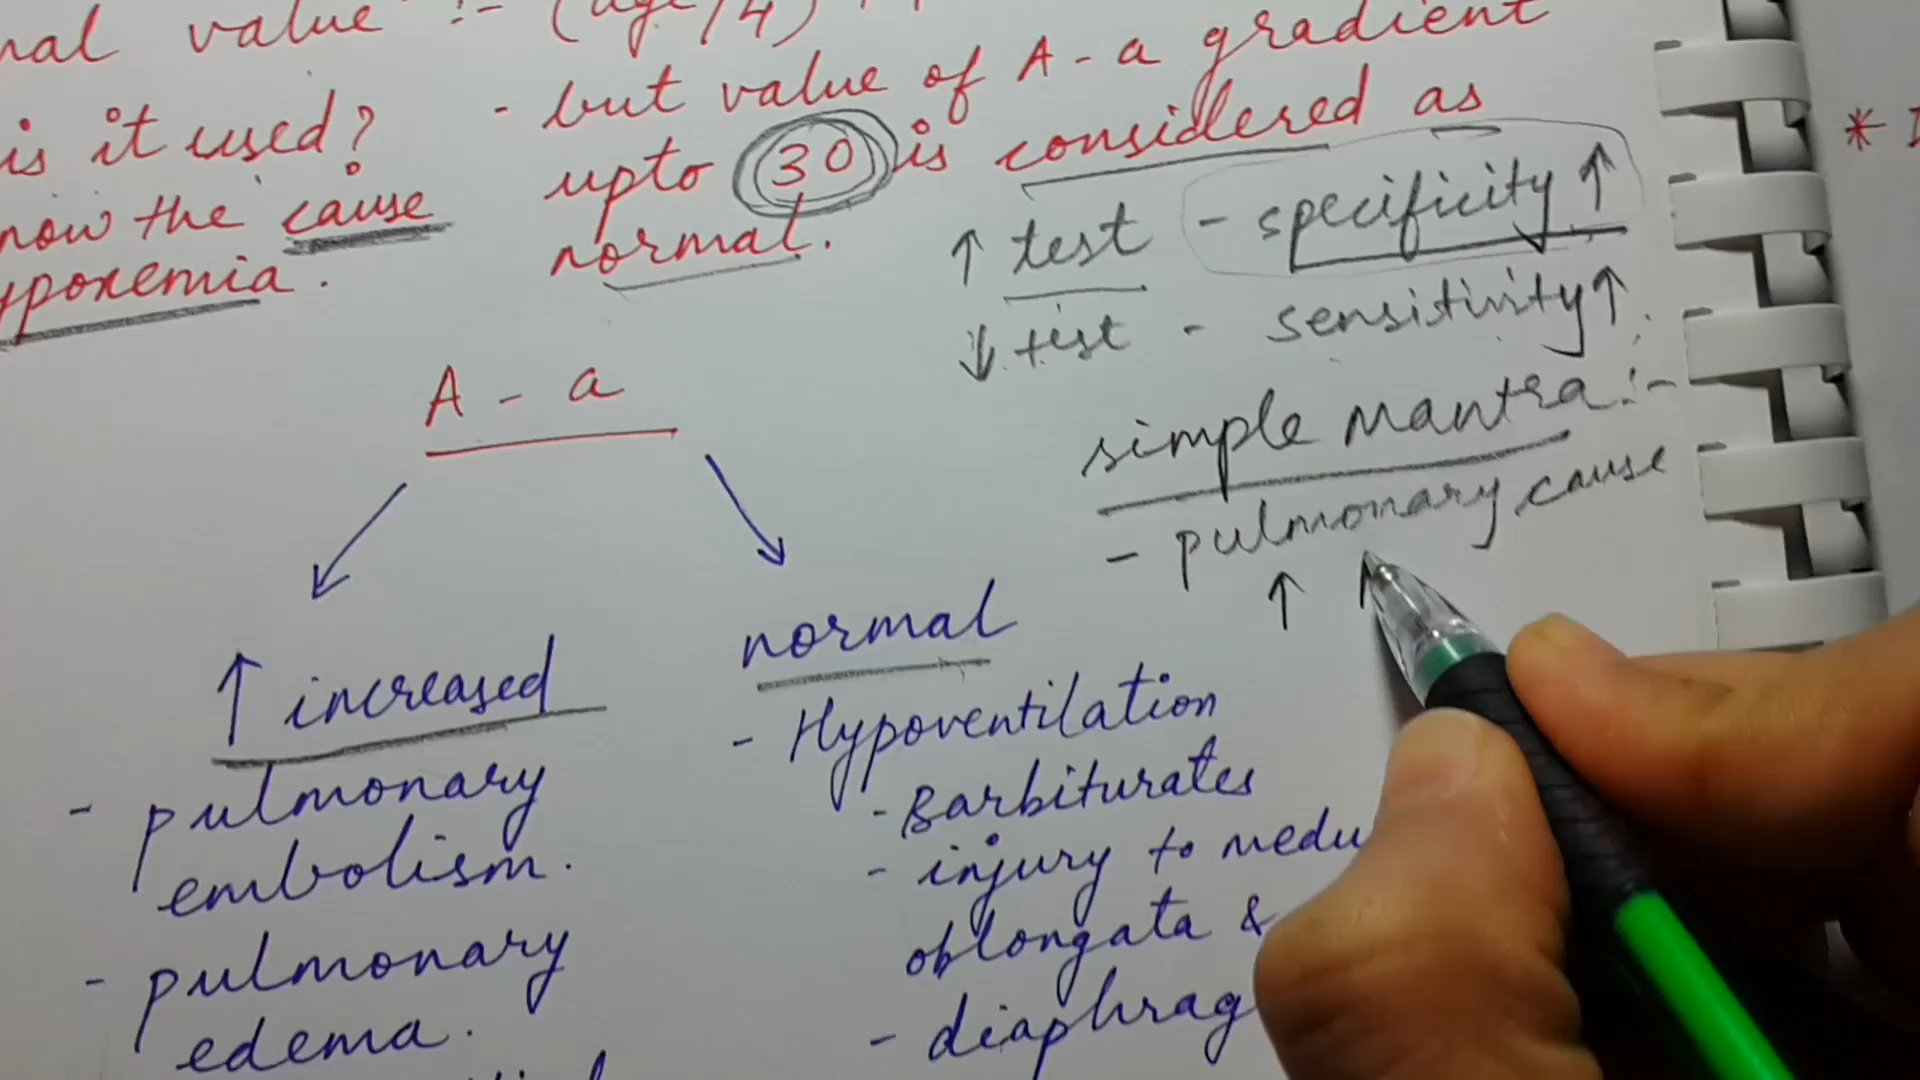 nal value :- (age/4) +
is it used?
now the cause
ypoxemia.
- but value of A-a gradient
upto 30 is considered as
normal.
↑ test - specificity ↑
↓ test - sensitivity ↑
simple mantra :-
- pulmonary cause
↑ ↑
A - a
↑ increased
- pulmonary
embolism.
- pulmonary
edema.
normal
- Hypoventilation
- Barbiturates
- injury to medu
oblongata &
- diaphrag
*